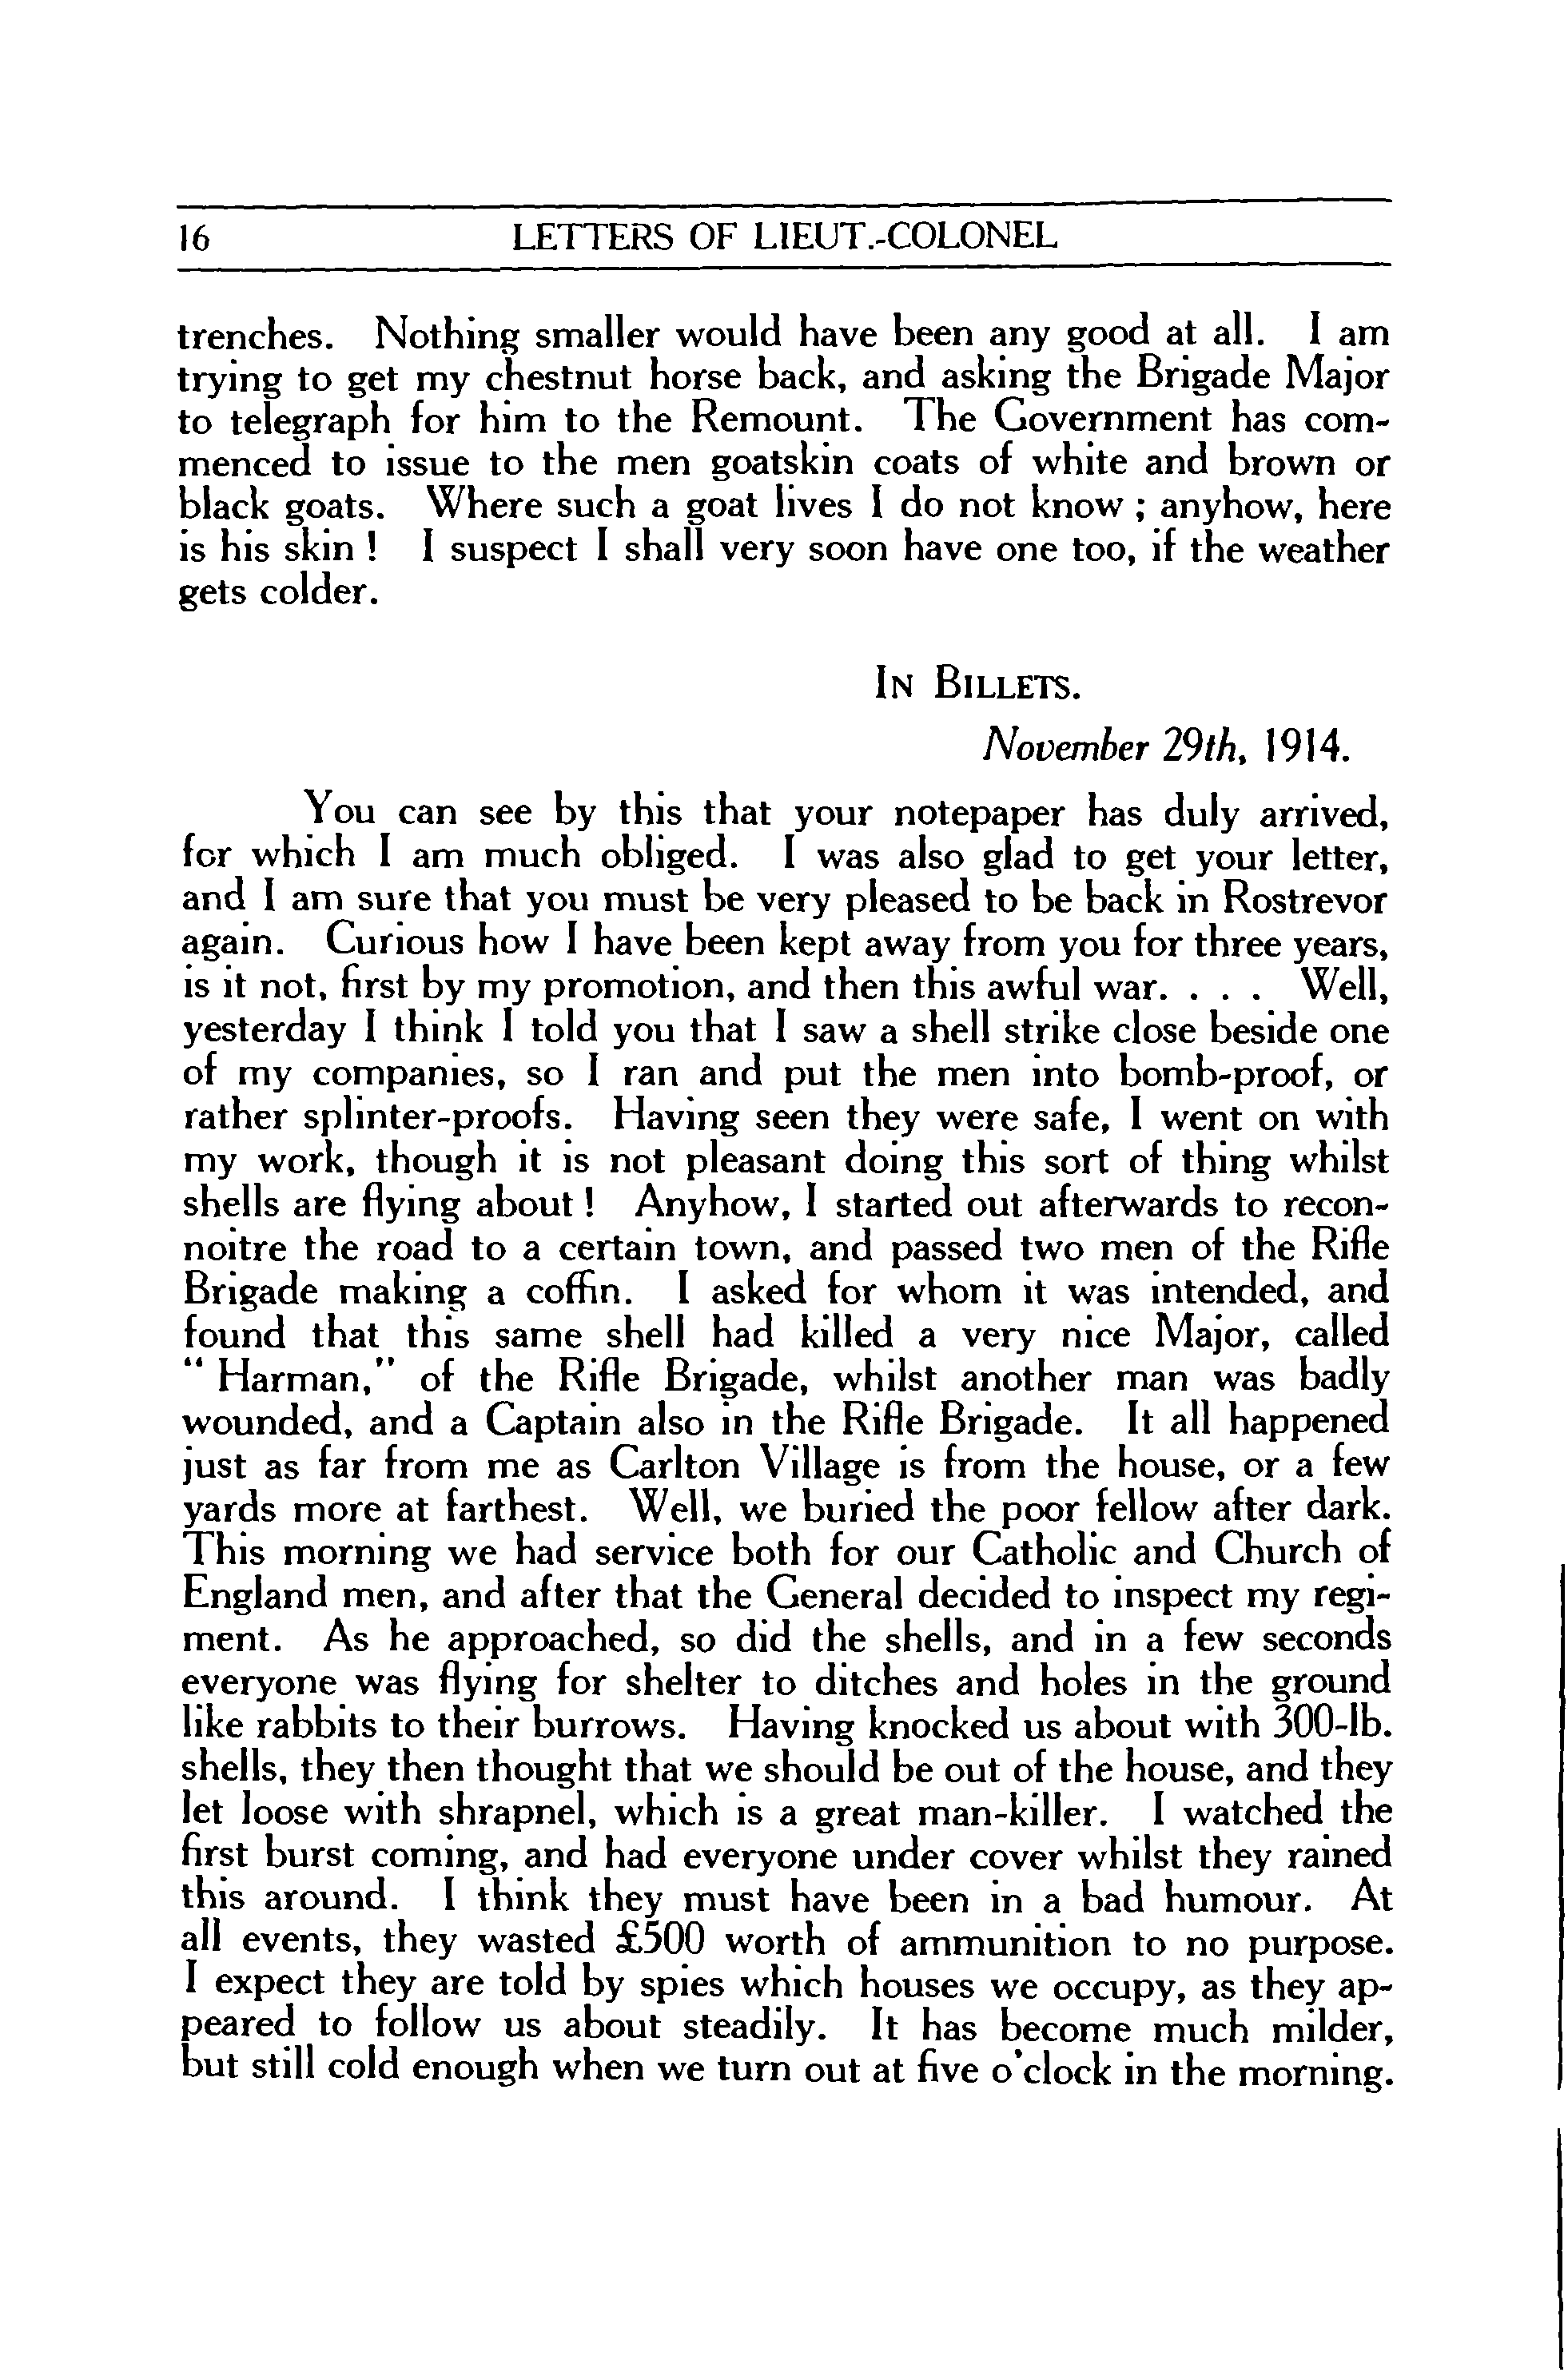 16 LETTERS OF LIEUT.-COLONEL
trenches. Nothing smaller would have been any good at all. I am
trying to get my chestnut horse back, and asking the Brigade Major
to telegraph for him to the Remount. The Government has com-
menced to issue to the men goatskin coats of white and brown or
black goats. Where such a goat lives I do not know ; anyhow, here
is his skin ! I suspect I shall very soon have one too, if the weather
gets colder.
IN BILLETS.
November 29th, 1914.
You can see by this that your notepaper has duly arrived,
for which I am much obliged. I was also glad to get your letter,
and I am sure that you must be very pleased to be back in Rostrevor
again. Curious how I have been kept away from you for three years,
is it not, first by my promotion, and then this awful war. . . . Well,
yesterday I think I told you that I saw a shell strike close beside one
of my companies, so I ran and put the men into bomb-proof, or
rather splinter-proofs. Having seen they were safe, I went on with
my work, though it is not pleasant doing this sort of thing whilst
shells are flying about ! Anyhow, I started out afterwards to recon-
noitre the road to a certain town, and passed two men of the Rifle
Brigade making a coffin. I asked for whom it was intended, and
found that this same shell had killed a very nice Major, called
" Harman," of the Rifle Brigade, whilst another man was badly
wounded, and a Captain also in the Rifle Brigade. It all happened
just as far from me as Carlton Village is from the house, or a few
yards more at farthest. Well, we buried the poor fellow after dark.
This morning we had service both for our Catholic and Church of
England men, and after that the General decided to inspect my regi-
ment. As he approached, so did the shells, and in a few seconds
everyone was flying for shelter to ditches and holes in the ground
like rabbits to their burrows. Having knocked us about with 300-lb.
shells, they then thought that we should be out of the house, and they
let loose with shrapnel, which is a great man-killer. I watched the
first burst coming, and had everyone under cover whilst they rained
this around. I think they must have been in a bad humour. At
all events, they wasted £500 worth of ammunition to no purpose.
I expect they are told by spies which houses we occupy, as they ap-
peared to follow us about steadily. It has become much milder,
but still cold enough when we turn out at five o'clock in the morning.